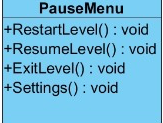 PauseMenu
+RestartLevel() : void
+ResumeLevel() : void
+ExitLevel() : void
+Settings() : void